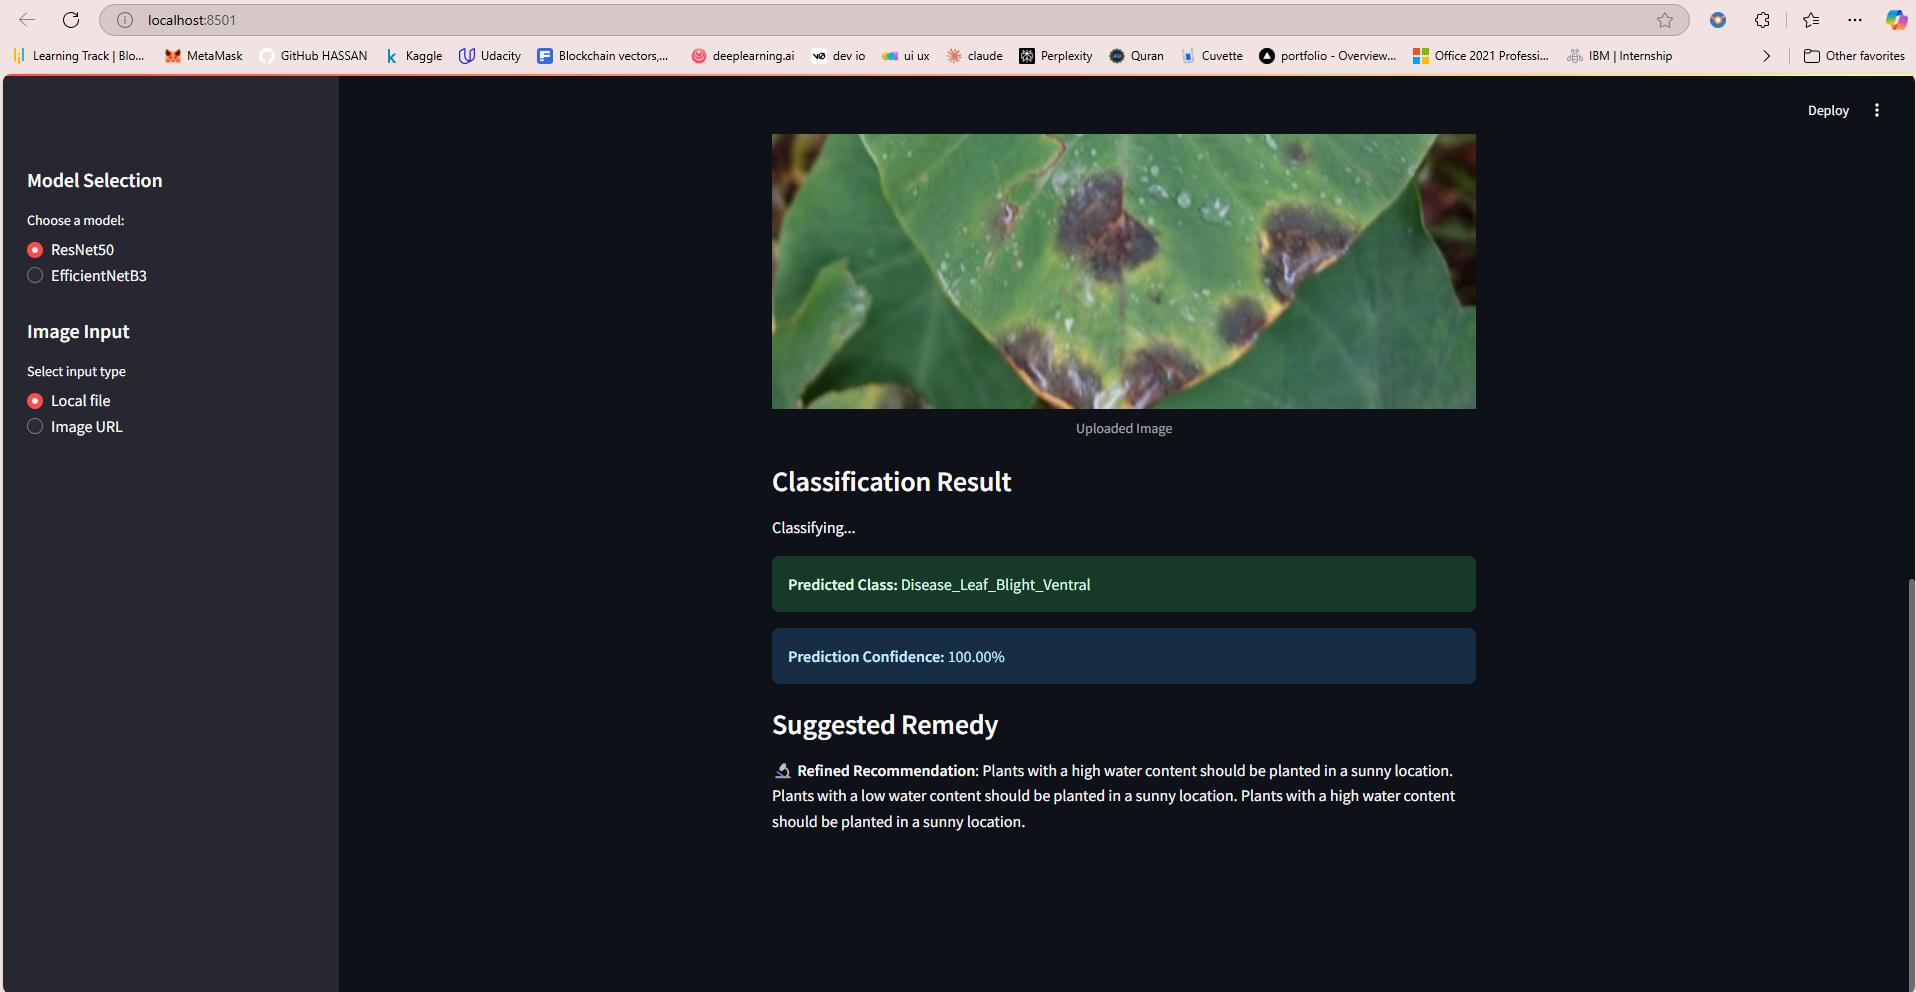 localhost:8501
Learning Track | Blo... MetaMask GitHub HASSAN Kaggle Udacity Blockchain vectors,... deeplearning.ai dev io ui ux claude Perplexity Quran Cuvette portfolio - Overview... Office 2021 Professi... IBM | Internship Other favorites
Deploy
Model Selection
Choose a model:
ResNet50
EfficientNetB3
Image Input
Select input type
Local file
Image URL
Uploaded Image
Classification Result
Classifying...
Predicted Class: Disease_Leaf_Blight_Ventral
Prediction Confidence: 100.00%
Suggested Remedy
🔬 Refined Recommendation: Plants with a high water content should be planted in a sunny location.
Plants with a low water content should be planted in a sunny location. Plants with a high water content
should be planted in a sunny location.